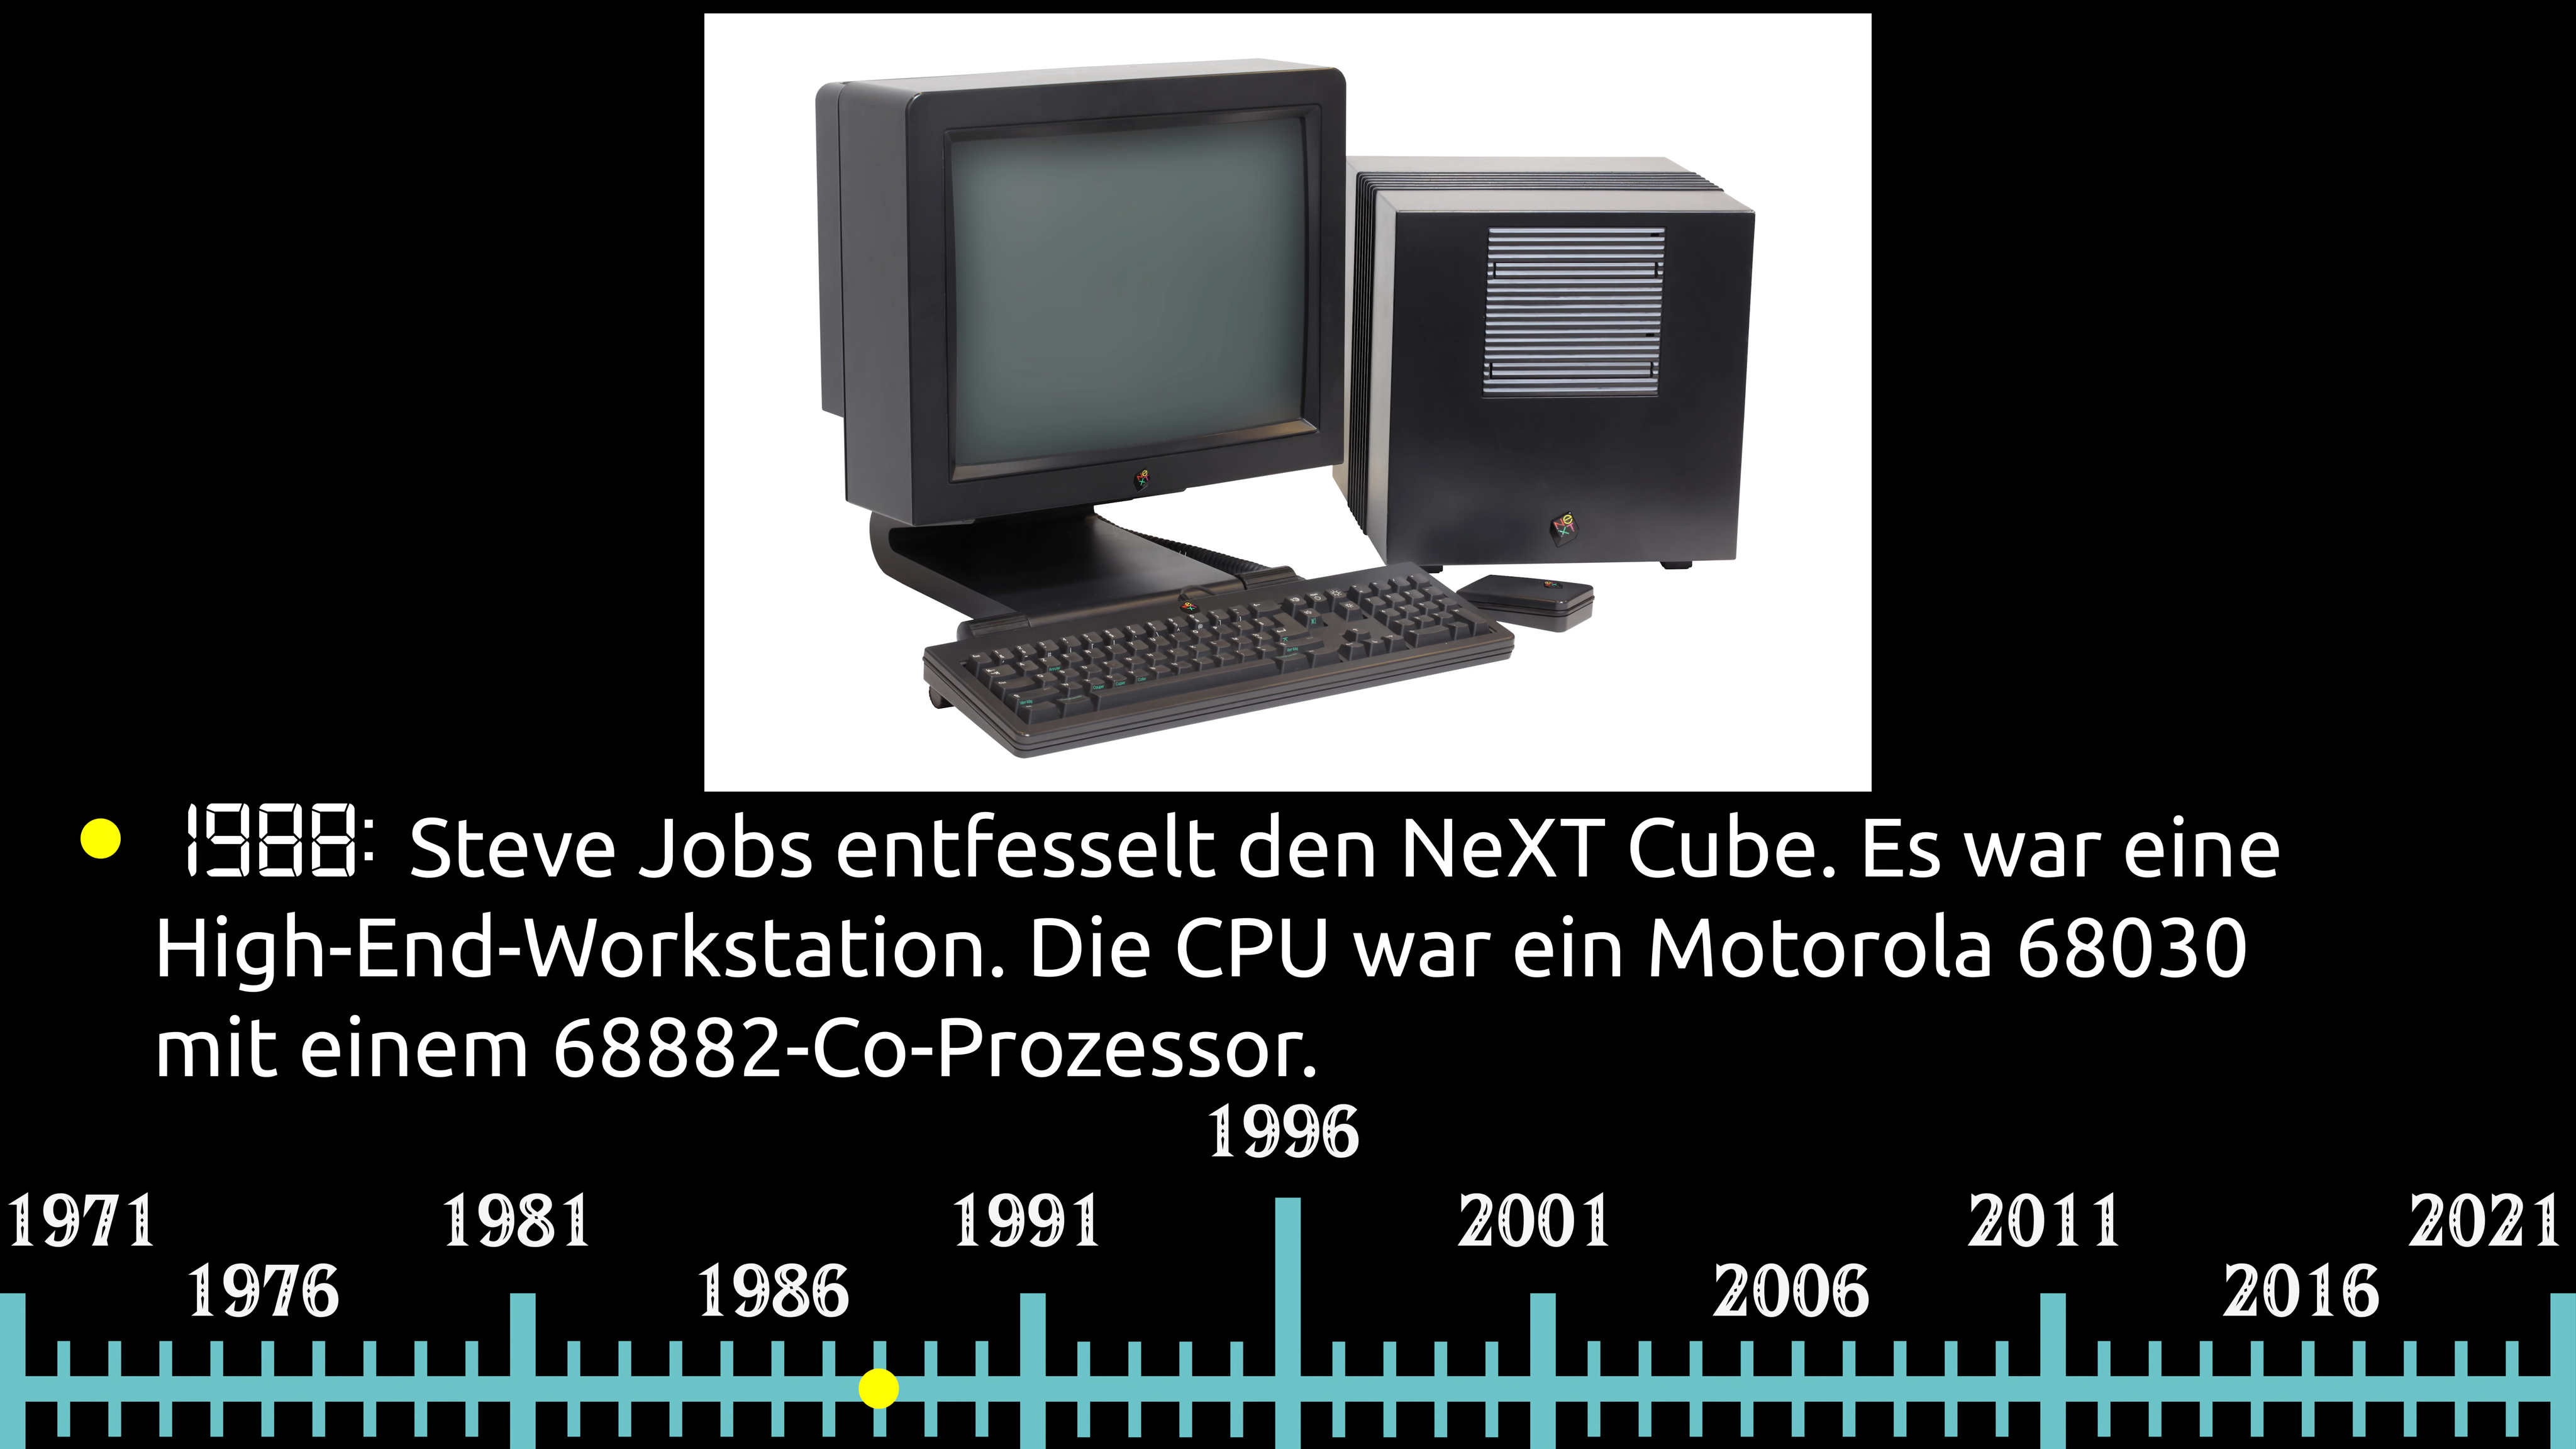 1988: Steve Jobs entfesselt den NeXT Cube. Es war eine
High-End-Workstation. Die CPU war ein Motorola 68030
mit einem 68882-Co-Prozessor.
1996
1971 1981 1991 2001 2011 2021
1976 1986 2006 2016